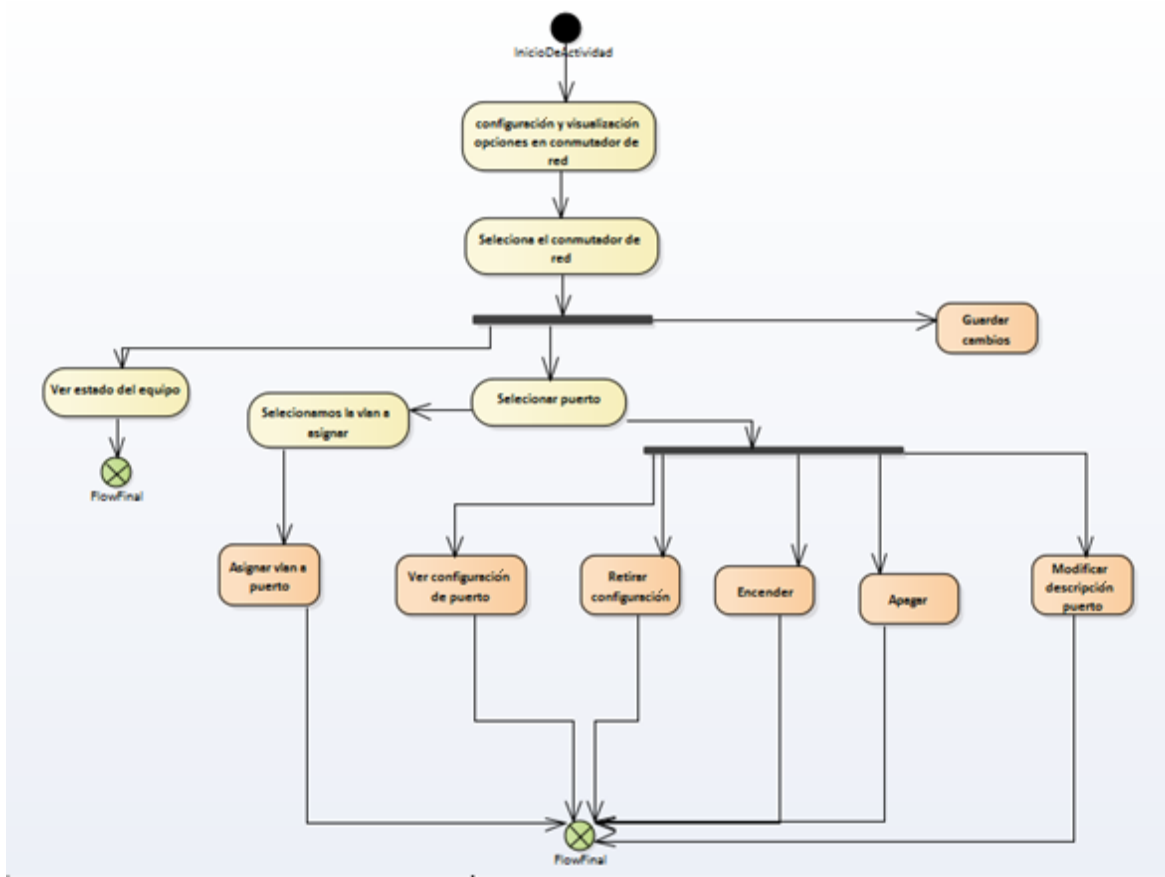 InicioDeActividad
configuración y visualización
opciones en conmutador de
red
Seleciona el conmutador de
red
Guardar
cambios
Ver estado del equipo
Selecionar puerto
Selecionamos la vlan a
asignar
FlowFinal
Asignar vlan a
puerto
Ver configuración
de puerto
Retirar
configuración
Encender
Apagar
Modificar
descripción
puerto
FlowFinal